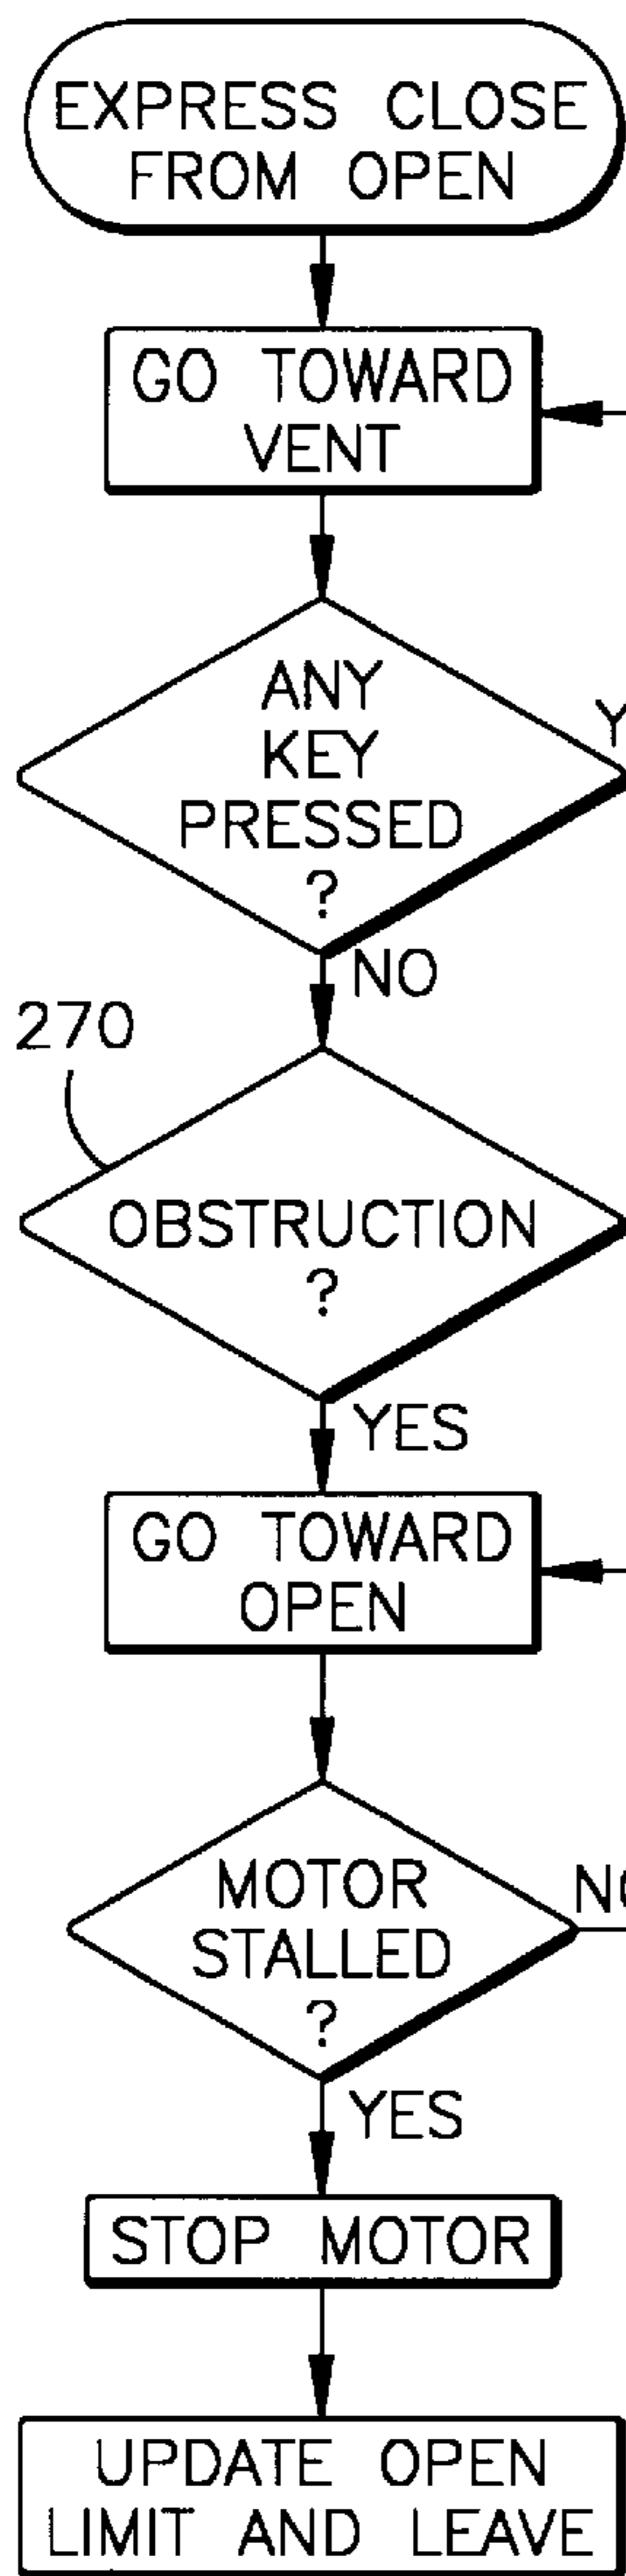 EXPRESS CLOSE
FROM OPEN
GO TOWARD
VENT
ANY
KEY
PRESSED
?
NO
270
OBSTRUCTION
?
YES
GO TOWARD
OPEN
MOTOR
STALLED
?
YES
STOP MOTOR
UPDATE OPEN
LIMIT AND LEAVE